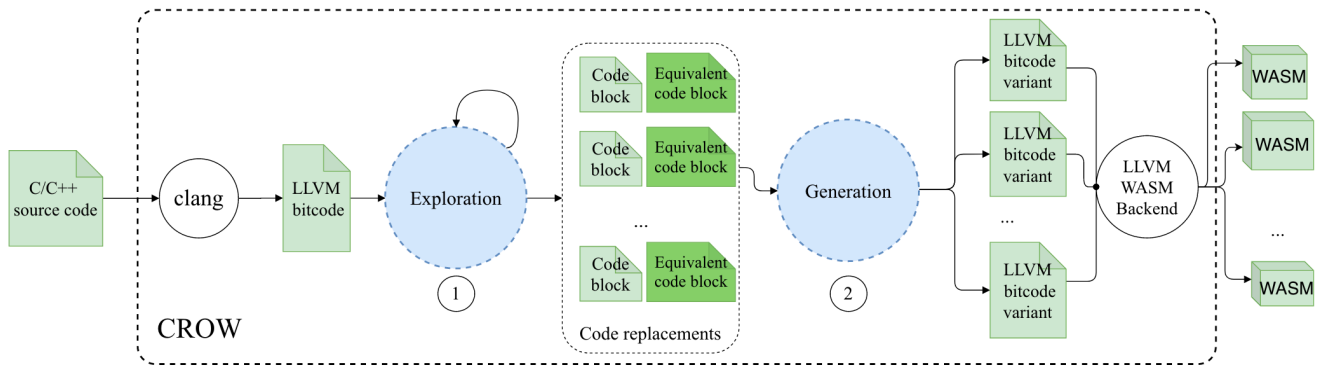 C/C++
source code
clang
LLVM
bitcode
Exploration
1
Code
block
Equivalent
code block
Code
block
Equivalent
code block
...
Code
block
Equivalent
code block
Code replacements
Generation
2
LLVM
bitcode
variant
LLVM
bitcode
variant
...
LLVM
bitcode
variant
LLVM
WASM
Backend
WASM
WASM
...
WASM
CROW